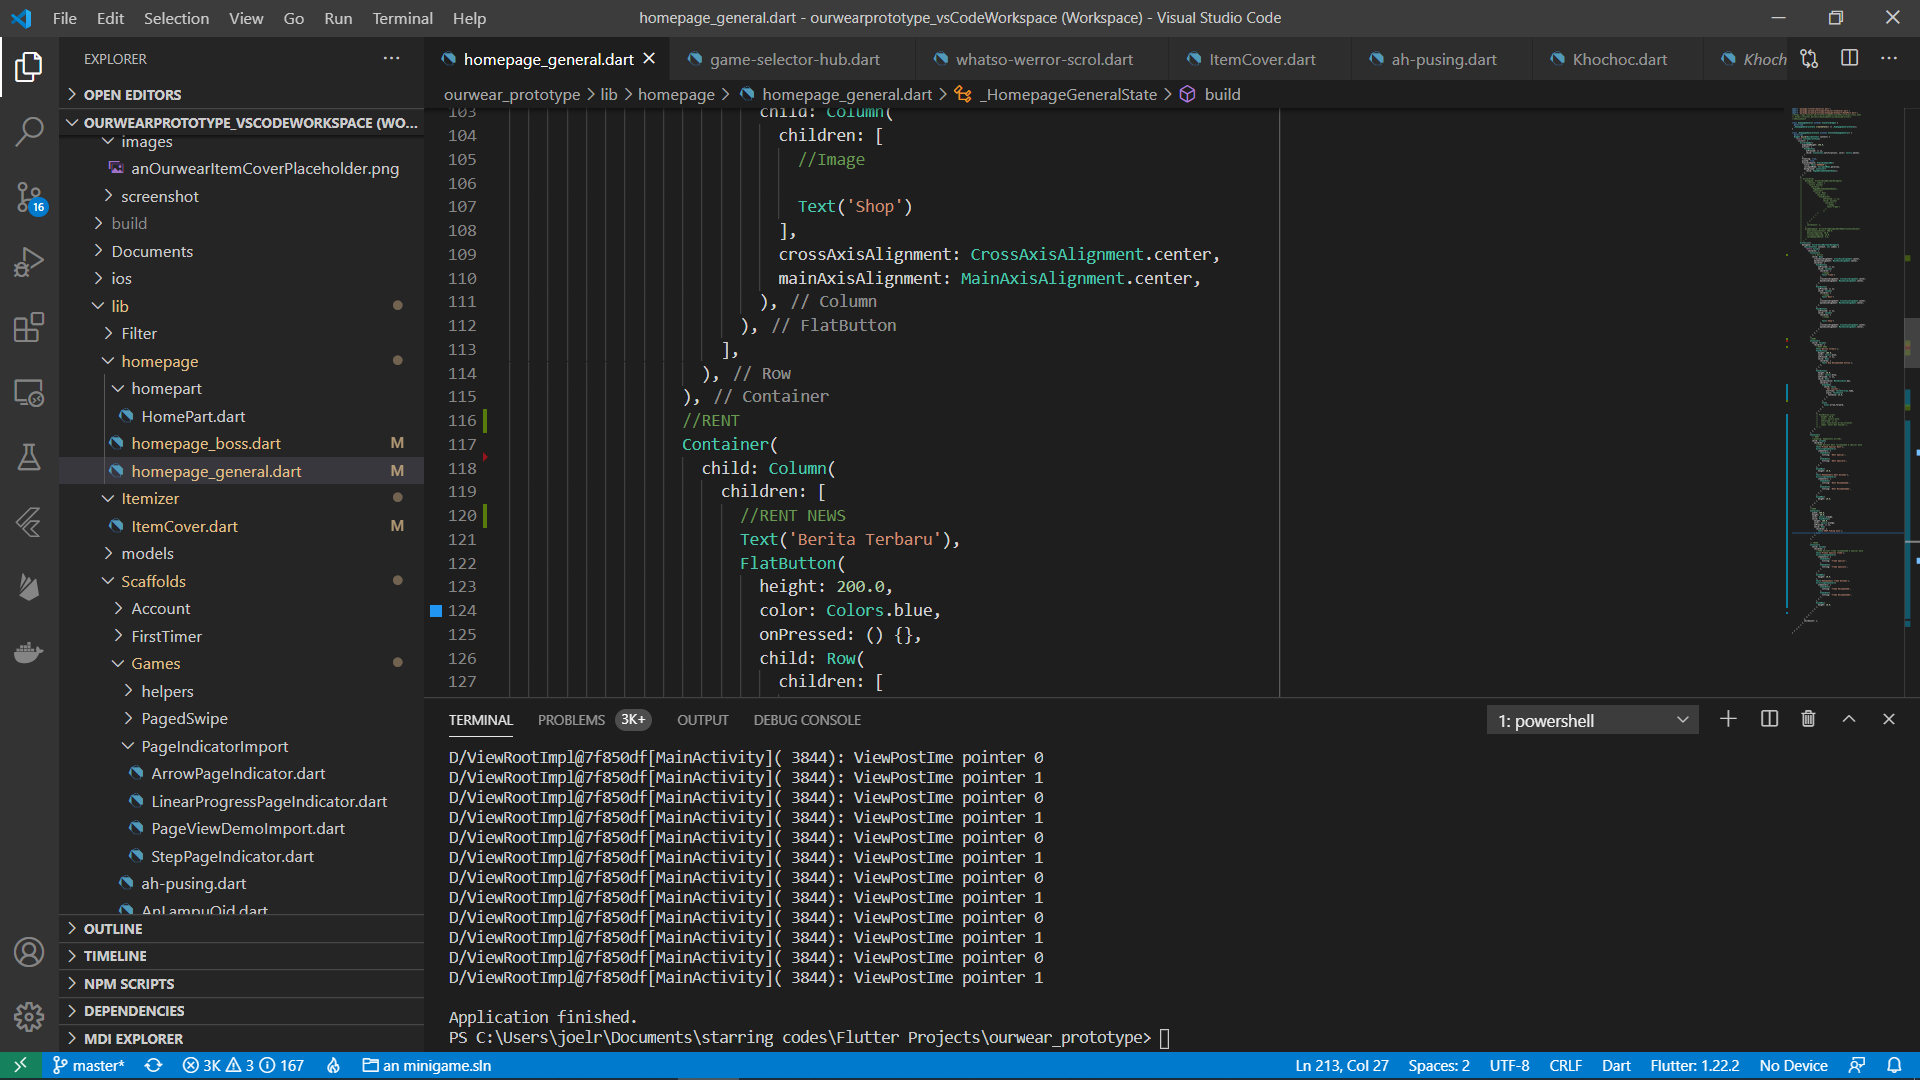 File Edit Selection View Go Run Terminal Help
homepage_general.dart - ourwearprototype_vsCodeWorkspace (Workspace) - Visual Studio Code
EXPLORER
homepage_general.dart
game-selector-hub.dart
whatso-werror-scrol.dart
ItemCover.dart
ah-pusing.dart
Khochoc.dart
Khoch
OPEN EDITORS
OURWEARPROTOTYPE_VSCODEWORKSPACE (WO...
images
anOurwearItemCoverPlaceholder.png
screenshot
build
Documents
ios
lib
Filter
homepage
homepart
HomePart.dart
homepage_boss.dart M
homepage_general.dart M
Itemizer
ItemCover.dart M
models
Scaffolds
Account
FirstTimer
Games
helpers
PagedSwipe
PageIndicatorImport
ArrowPageIndicator.dart
LinearProgressPageIndicator.dart
PageViewDemoImport.dart
StepPageIndicator.dart
ah-pusing.dart
AnLampuOid.dart
OUTLINE
TIMELINE
NPM SCRIPTS
DEPENDENCIES
MDI EXPLORER
16
ourwear_prototype > lib > homepage > homepage_general.dart > _HomepageGeneralState > build
103 child: Column(
104 children: [
105 //Image
106
107 Text('Shop')
108 ],
109 crossAxisAlignment: CrossAxisAlignment.center,
110 mainAxisAlignment: MainAxisAlignment.center,
111 ), // Column
112 ), // FlatButton
113 ],
114 ), // Row
115 ), // Container
116 //RENT
117 Container(
118 child: Column(
119 children: [
120 //RENT NEWS
121 Text('Berita Terbaru'),
122 FlatButton(
123 height: 200.0,
124 color: Colors.blue,
125 onPressed: () {},
126 child: Row(
127 children: [
TERMINAL PROBLEMS 3K+ OUTPUT DEBUG CONSOLE
1: powershell
D/ViewRootImpl@7f850df[MainActivity]( 3844): ViewPostIme pointer 0
D/ViewRootImpl@7f850df[MainActivity]( 3844): ViewPostIme pointer 1
D/ViewRootImpl@7f850df[MainActivity]( 3844): ViewPostIme pointer 0
D/ViewRootImpl@7f850df[MainActivity]( 3844): ViewPostIme pointer 1
D/ViewRootImpl@7f850df[MainActivity]( 3844): ViewPostIme pointer 0
D/ViewRootImpl@7f850df[MainActivity]( 3844): ViewPostIme pointer 1
D/ViewRootImpl@7f850df[MainActivity]( 3844): ViewPostIme pointer 0
D/ViewRootImpl@7f850df[MainActivity]( 3844): ViewPostIme pointer 1
D/ViewRootImpl@7f850df[MainActivity]( 3844): ViewPostIme pointer 0
D/ViewRootImpl@7f850df[MainActivity]( 3844): ViewPostIme pointer 1
D/ViewRootImpl@7f850df[MainActivity]( 3844): ViewPostIme pointer 0
D/ViewRootImpl@7f850df[MainActivity]( 3844): ViewPostIme pointer 1
Application finished.
PS C:\Users\joelr\Documents\starring codes\Flutter Projects\ourwear_prototype>
master* 3K 3 167 an minigame.sln
Ln 213, Col 27 Spaces: 2 UTF-8 CRLF Dart Flutter: 1.22.2 No Device